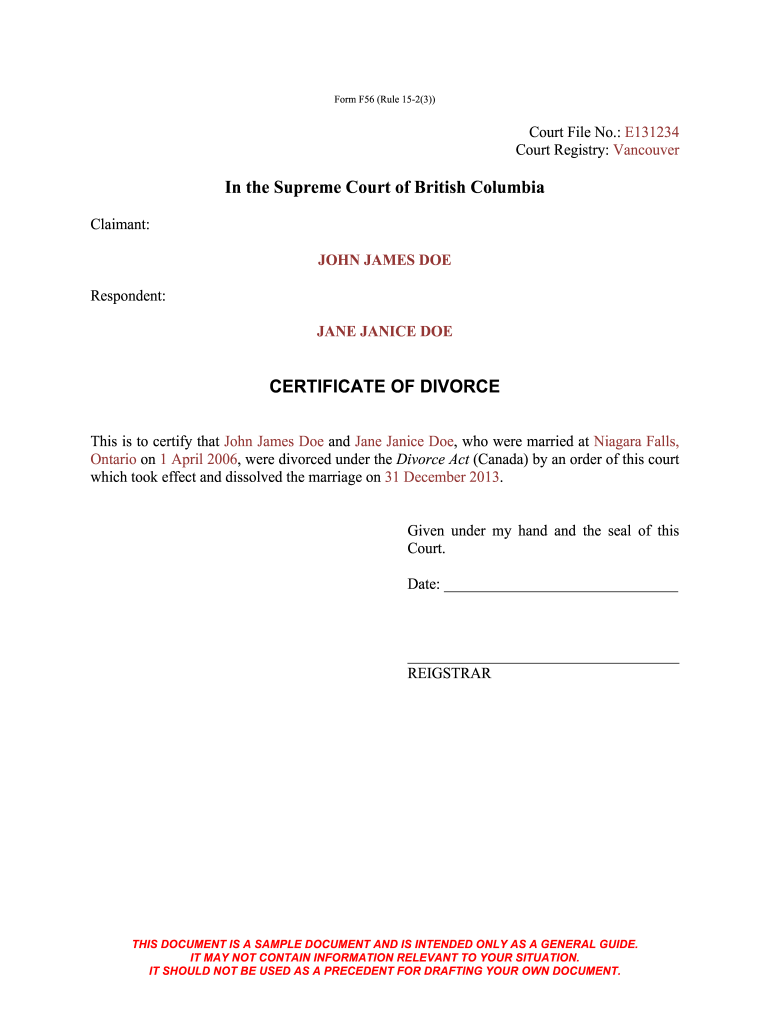 Form F56 (Rule 15-2(3))
Court File No.: E131234
Court Registry: Vancouver
In the Supreme Court of British Columbia
Claimant:
JOHN JAMES DOE
Respondent:
JANE JANICE DOE
CERTIFICATE OF DIVORCE
This is to certify that John James Doe and Jane Janice Doe, who were married at Niagara Falls,
Ontario on 1 April 2006, were divorced under the Divorce Act (Canada) by an order of this court
which took effect and dissolved the marriage on 31 December 2013.
Given under my hand and the seal of this
Court.
Date: _______________________________
REIGSTRAR
THIS DOCUMENT IS A SAMPLE DOCUMENT AND IS INTENDED ONLY AS A GENERAL GUIDE.
IT MAY NOT CONTAIN INFORMATION RELEVANT TO YOUR SITUATION.
IT SHOULD NOT BE USED AS A PRECEDENT FOR DRAFTING YOUR OWN DOCUMENT.